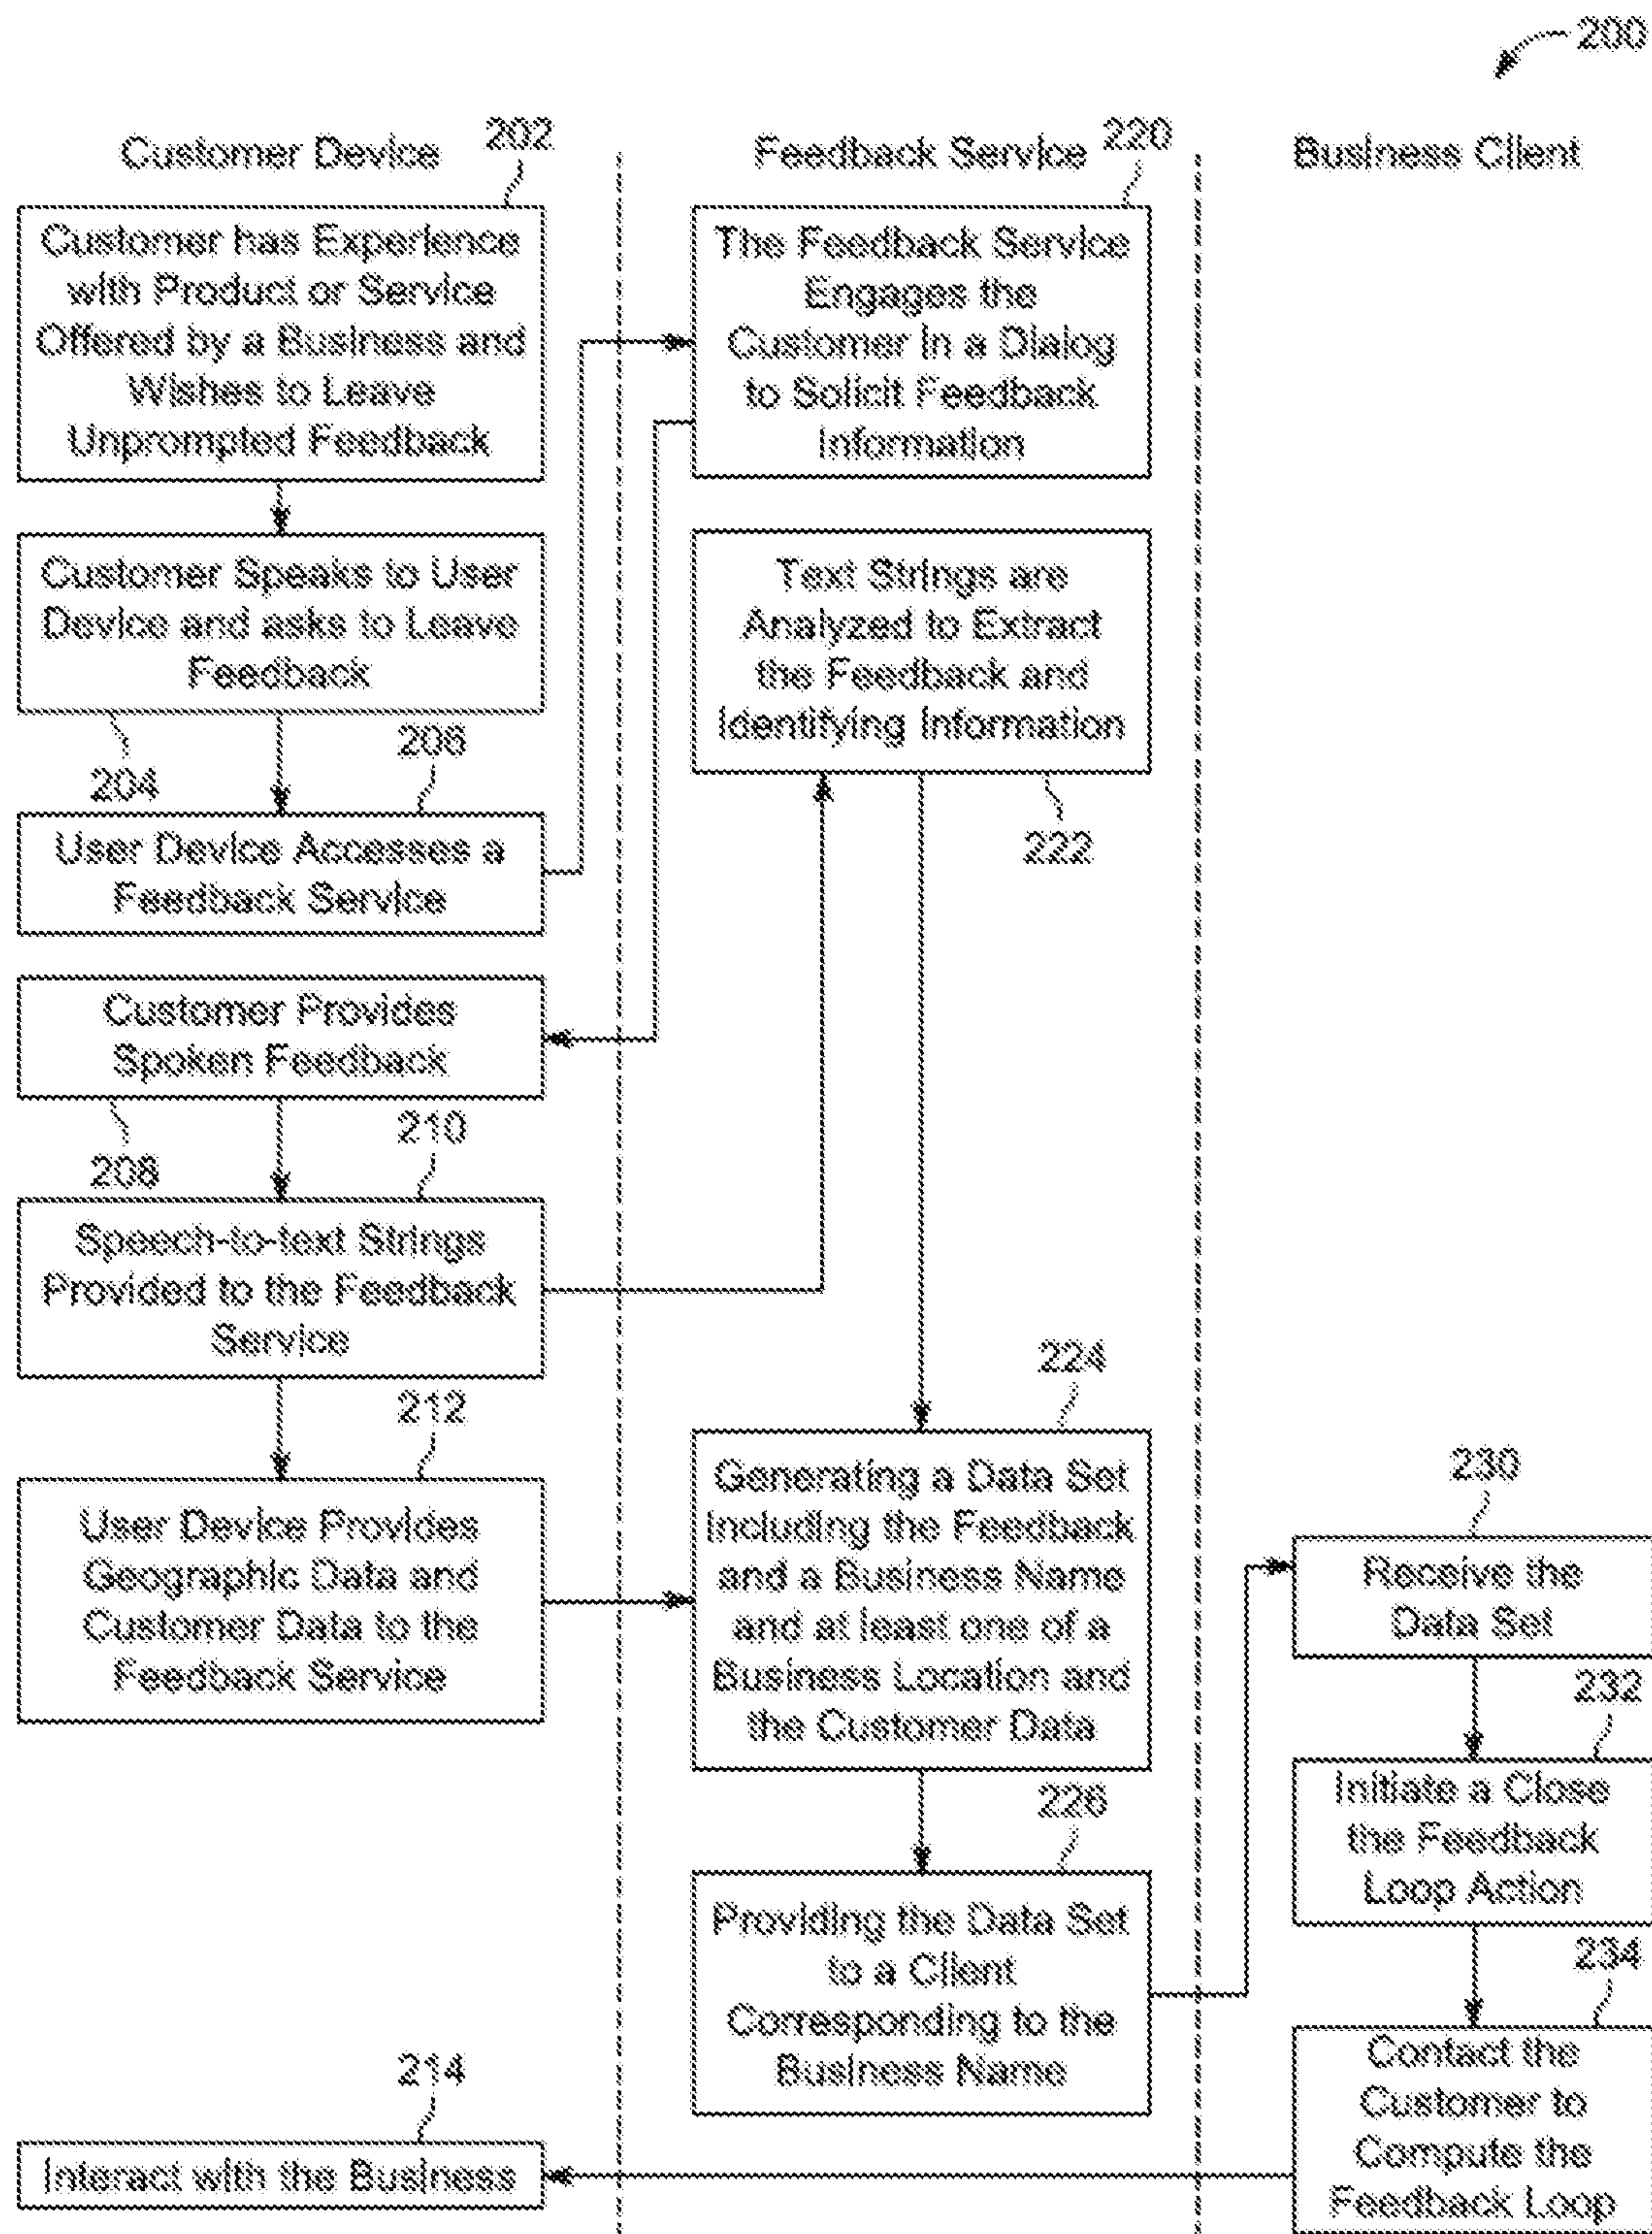 200
Customer Device
202
Customer has Experience
with Product or Service
Offered by a Business and
Wishes to Leave
Unprompted Feedback
Customer Speaks to User
Device and asks to Leave
Feedback
204
206
User Device Accesses a
Feedback Service
Customer Provides
Spoken Feedback
208
210
Speech-to-text Strings
Provided to the Feedback
Service
212
User Device Provides
Geographic Data and
Customer Data to the
Feedback Service
214
Interact with the Business
Feedback Service
220
The Feedback Service
Engages the
Customer in a Dialog
to Solicit Feedback
Information
Text Strings are
Analyzed to Extract
the Feedback and
Identifying Information
222
224
Generating a Data Set
Including the Feedback
and a Business Name
and at least one of a
Business Location and
the Customer Data
226
Providing the Data Set
to a Client
Corresponding to the
Business Name
Business Client
230
Receive the
Data Set
232
Initiate a Close
the Feedback
Loop Action
234
Contact the
Customer to
Compute the
Feedback Loop